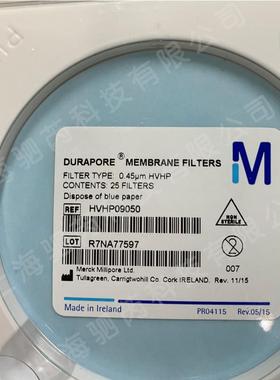 DURAPORE® MEMBRANE FILTERS
FILTER TYPE: 0.45µm HVHP
CONTENTS: 25 FILTERS
Dispose of blue paper
REF HVHP09050
NON STERILE
LOT R7NA77597
Merck Millipore Ltd.
Tullagreen, Carrigtwohill Co. Cork IRELAND. Rev. 11/15
007
M
Made in Ireland
PR04115 Rev.05/15